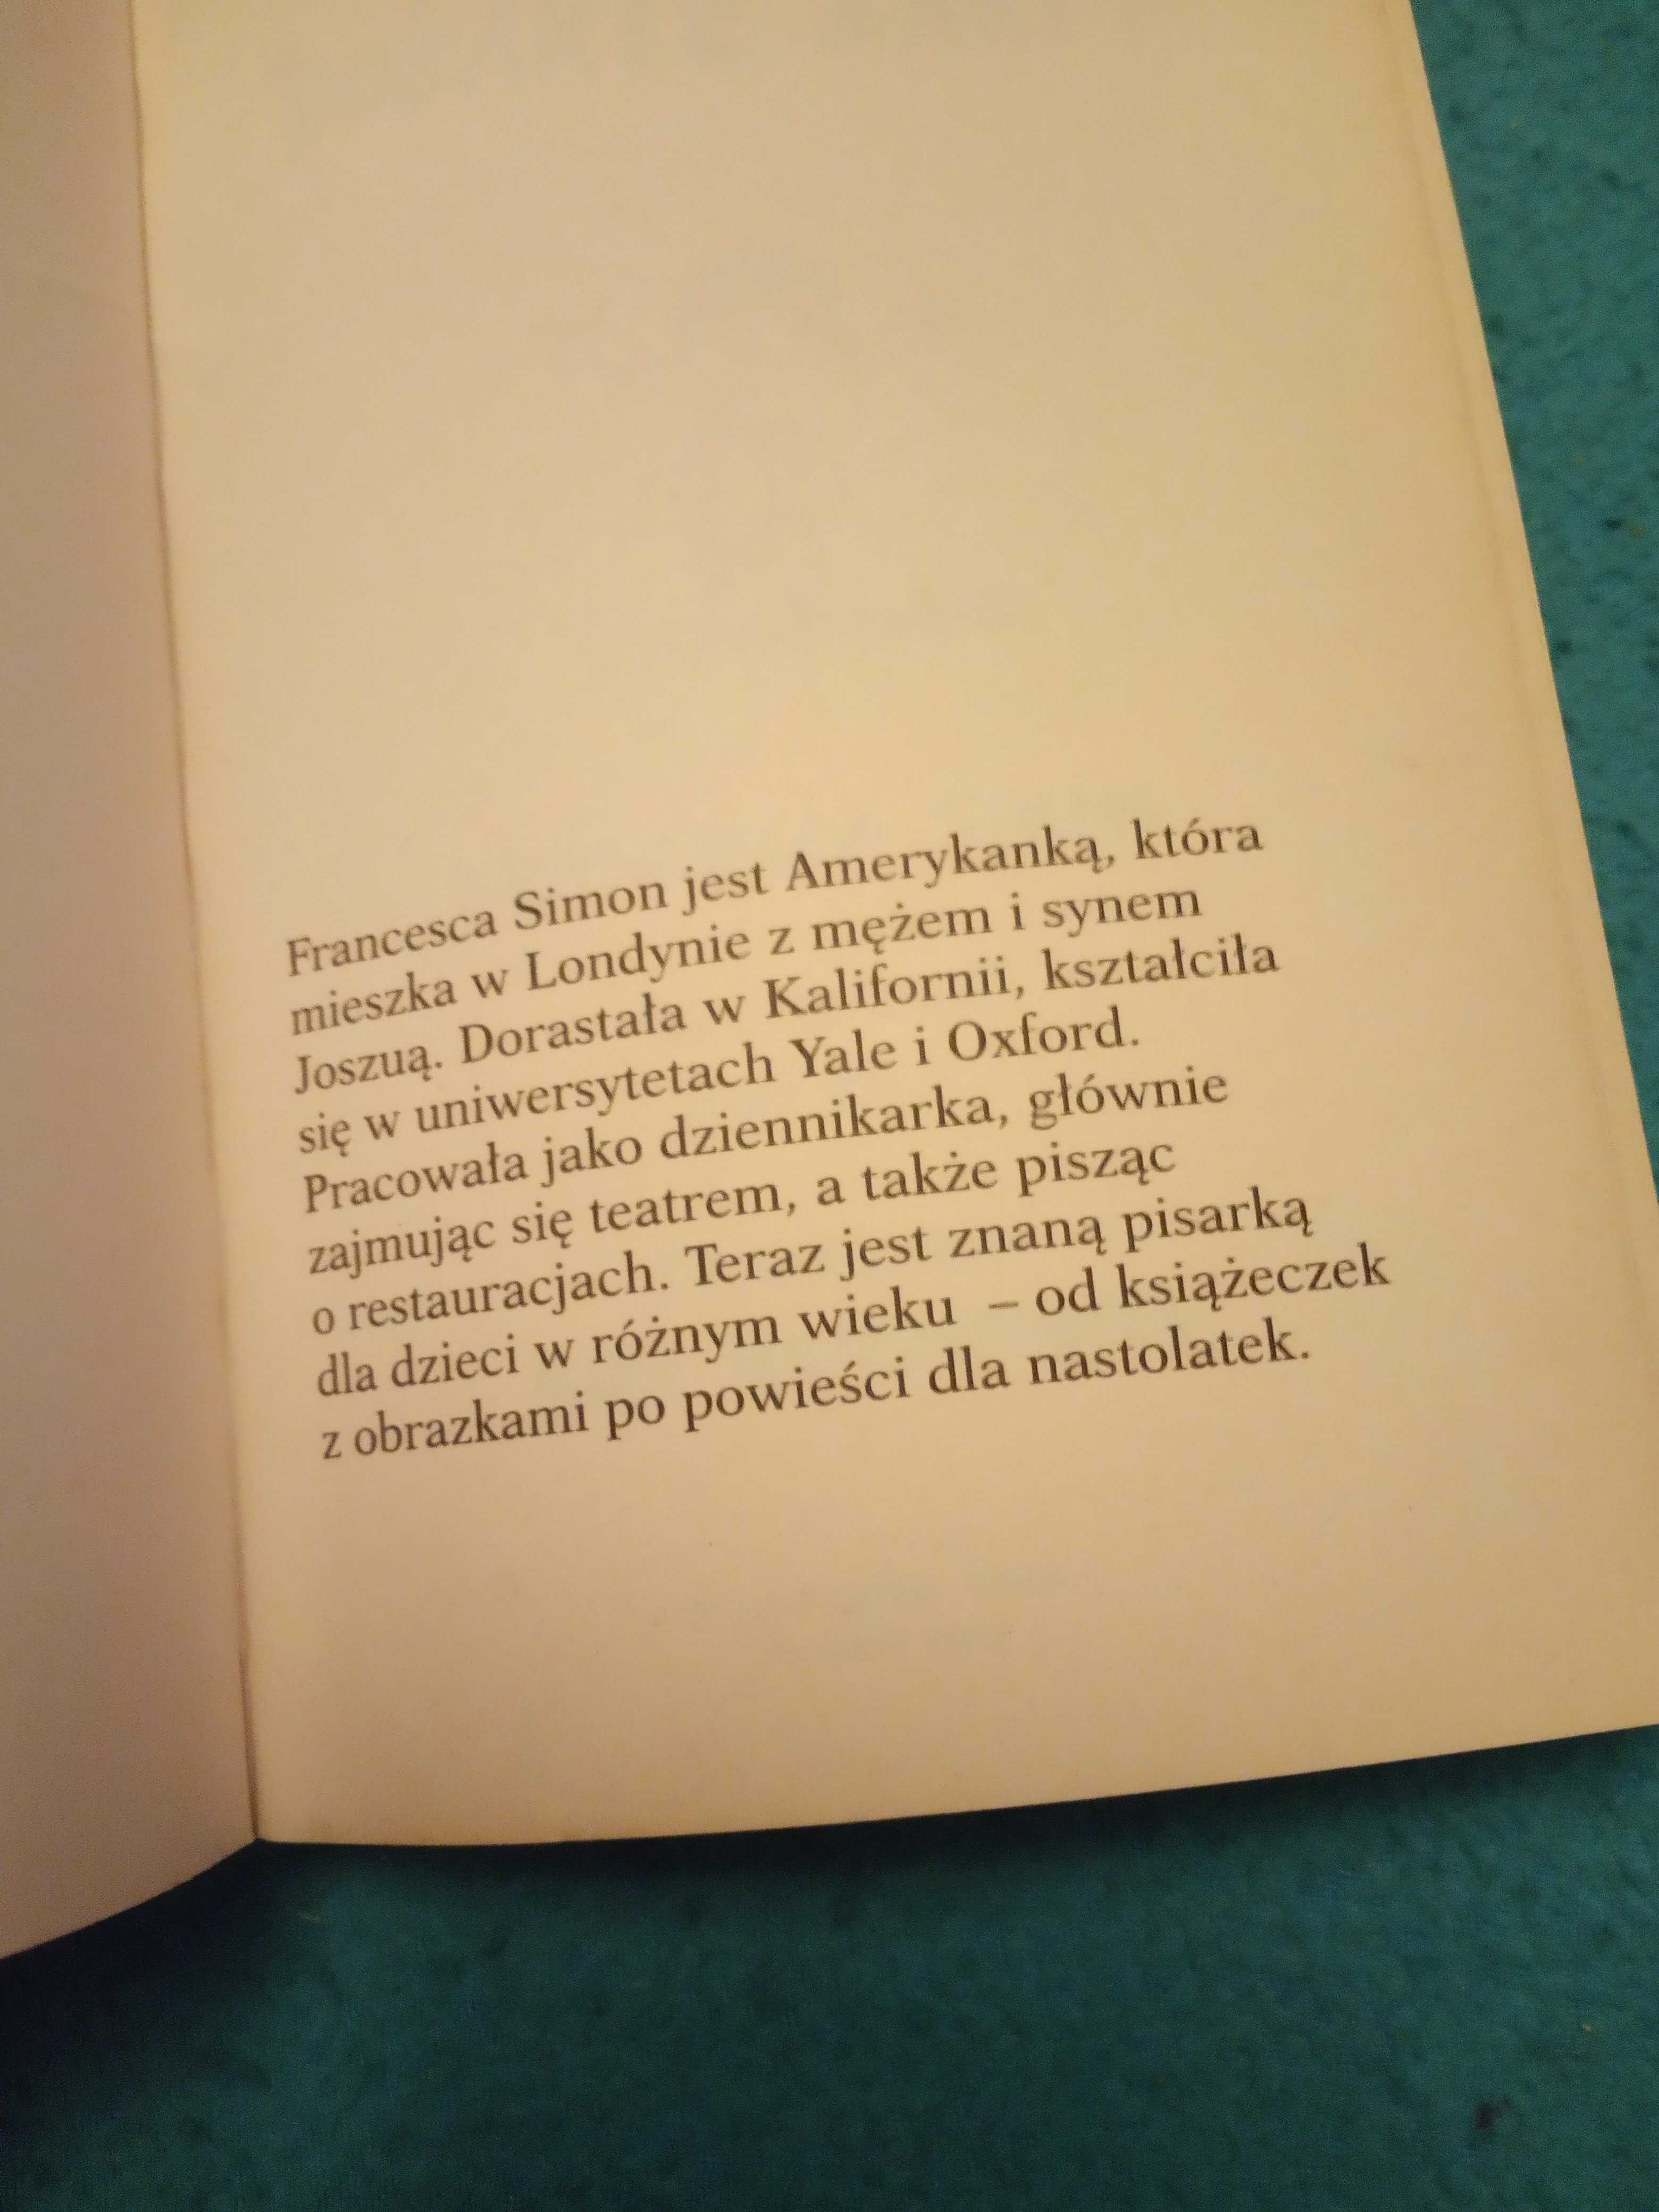 Francesca Simon jest Amerykanką, która
mieszka w Londynie z mężem i synem
Joszuą. Dorastała w Kalifornii, kształciła
się w uniwersytetach Yale i Oxford.
Pracowała jako dziennikarka, głównie
zajmując się teatrem, a także pisząc
o restauracjach. Teraz jest znaną pisarką
dla dzieci w różnym wieku – od książeczek
z obrazkami po powieści dla nastolatek.